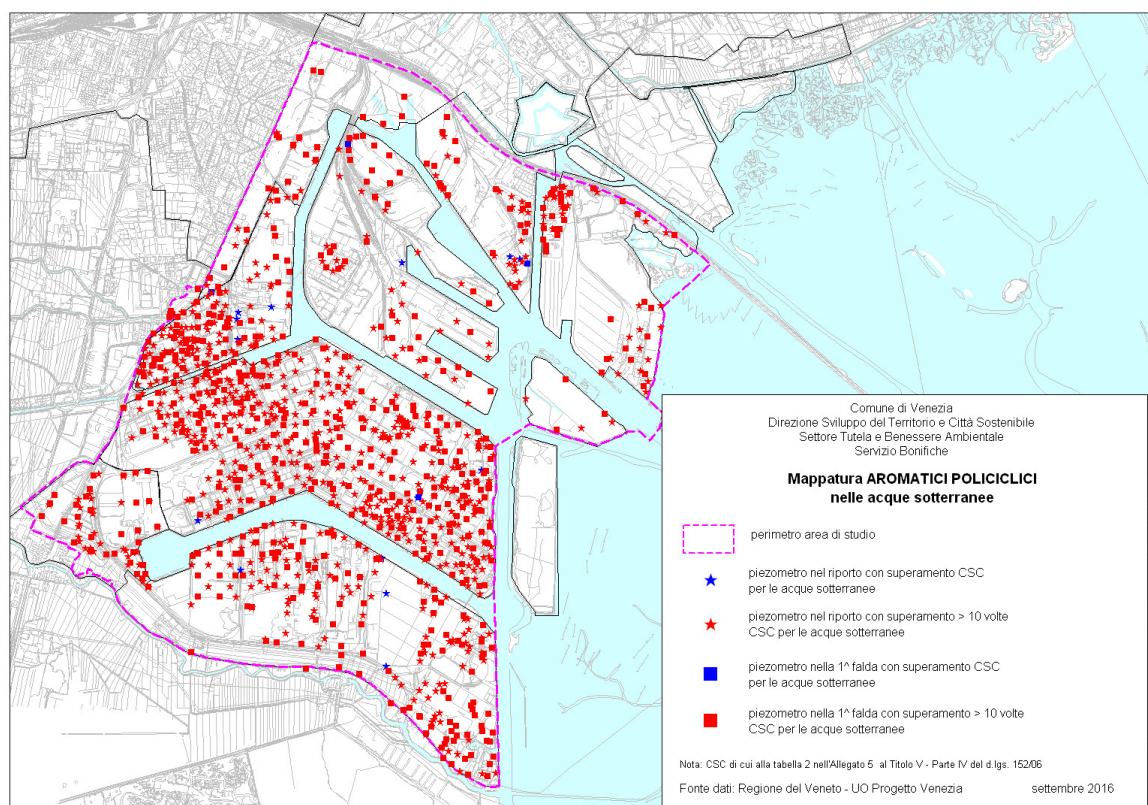 Comune di Venezia
Direzione Sviluppo del Territorio e Città Sostenibile
Settore Tutela e Benessere Ambientale
Servizio Bonifiche
Mappatura AROMATICI POLICICLICI
nelle acque sotterranee
perimetro area di studio
piezometro nel riporto con superamento CSC
per le acque sotterranee
piezometro nel riporto con superamento > 10 volte
CSC per le acque sotterranee
piezometro nella 1^ falda con superamento CSC
per le acque sotterranee
piezometro nella 1^ falda con superamento > 10 volte
CSC per le acque sotterranee
Nota: CSC di cui alla tabella 2 nell'Allegato 5 al Titolo V - Parte IV del d.lgs. 152/06
Fonte dati: Regione del Veneto - UO Progetto Venezia settembre 2016